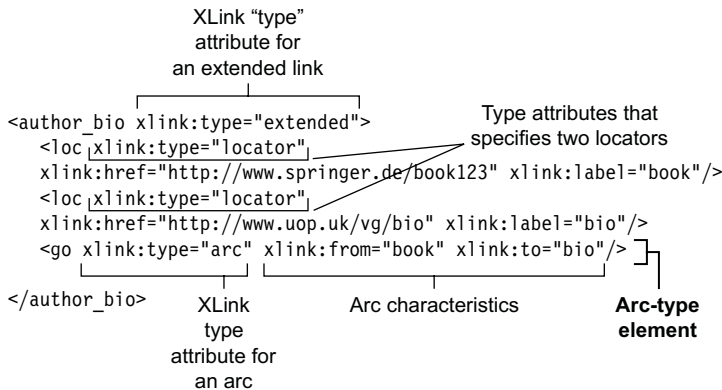 XLink “type”
attribute for
an extended link
<author_bio xlink:type="extended">
Type attributes that
specifies two locators
<loc xlink:type="locator"
xlink:href="http://www.springer.de/book123" xlink:label="book"/>
<loc xlink:type="locator"
xlink:href="http://www.uop.uk/vg/bio" xlink:label="bio"/>
<go xlink:type="arc" xlink:from="book" xlink:to="bio"/>
</author_bio>
XLink
type
attribute for
an arc
Arc characteristics
Arc-type
element